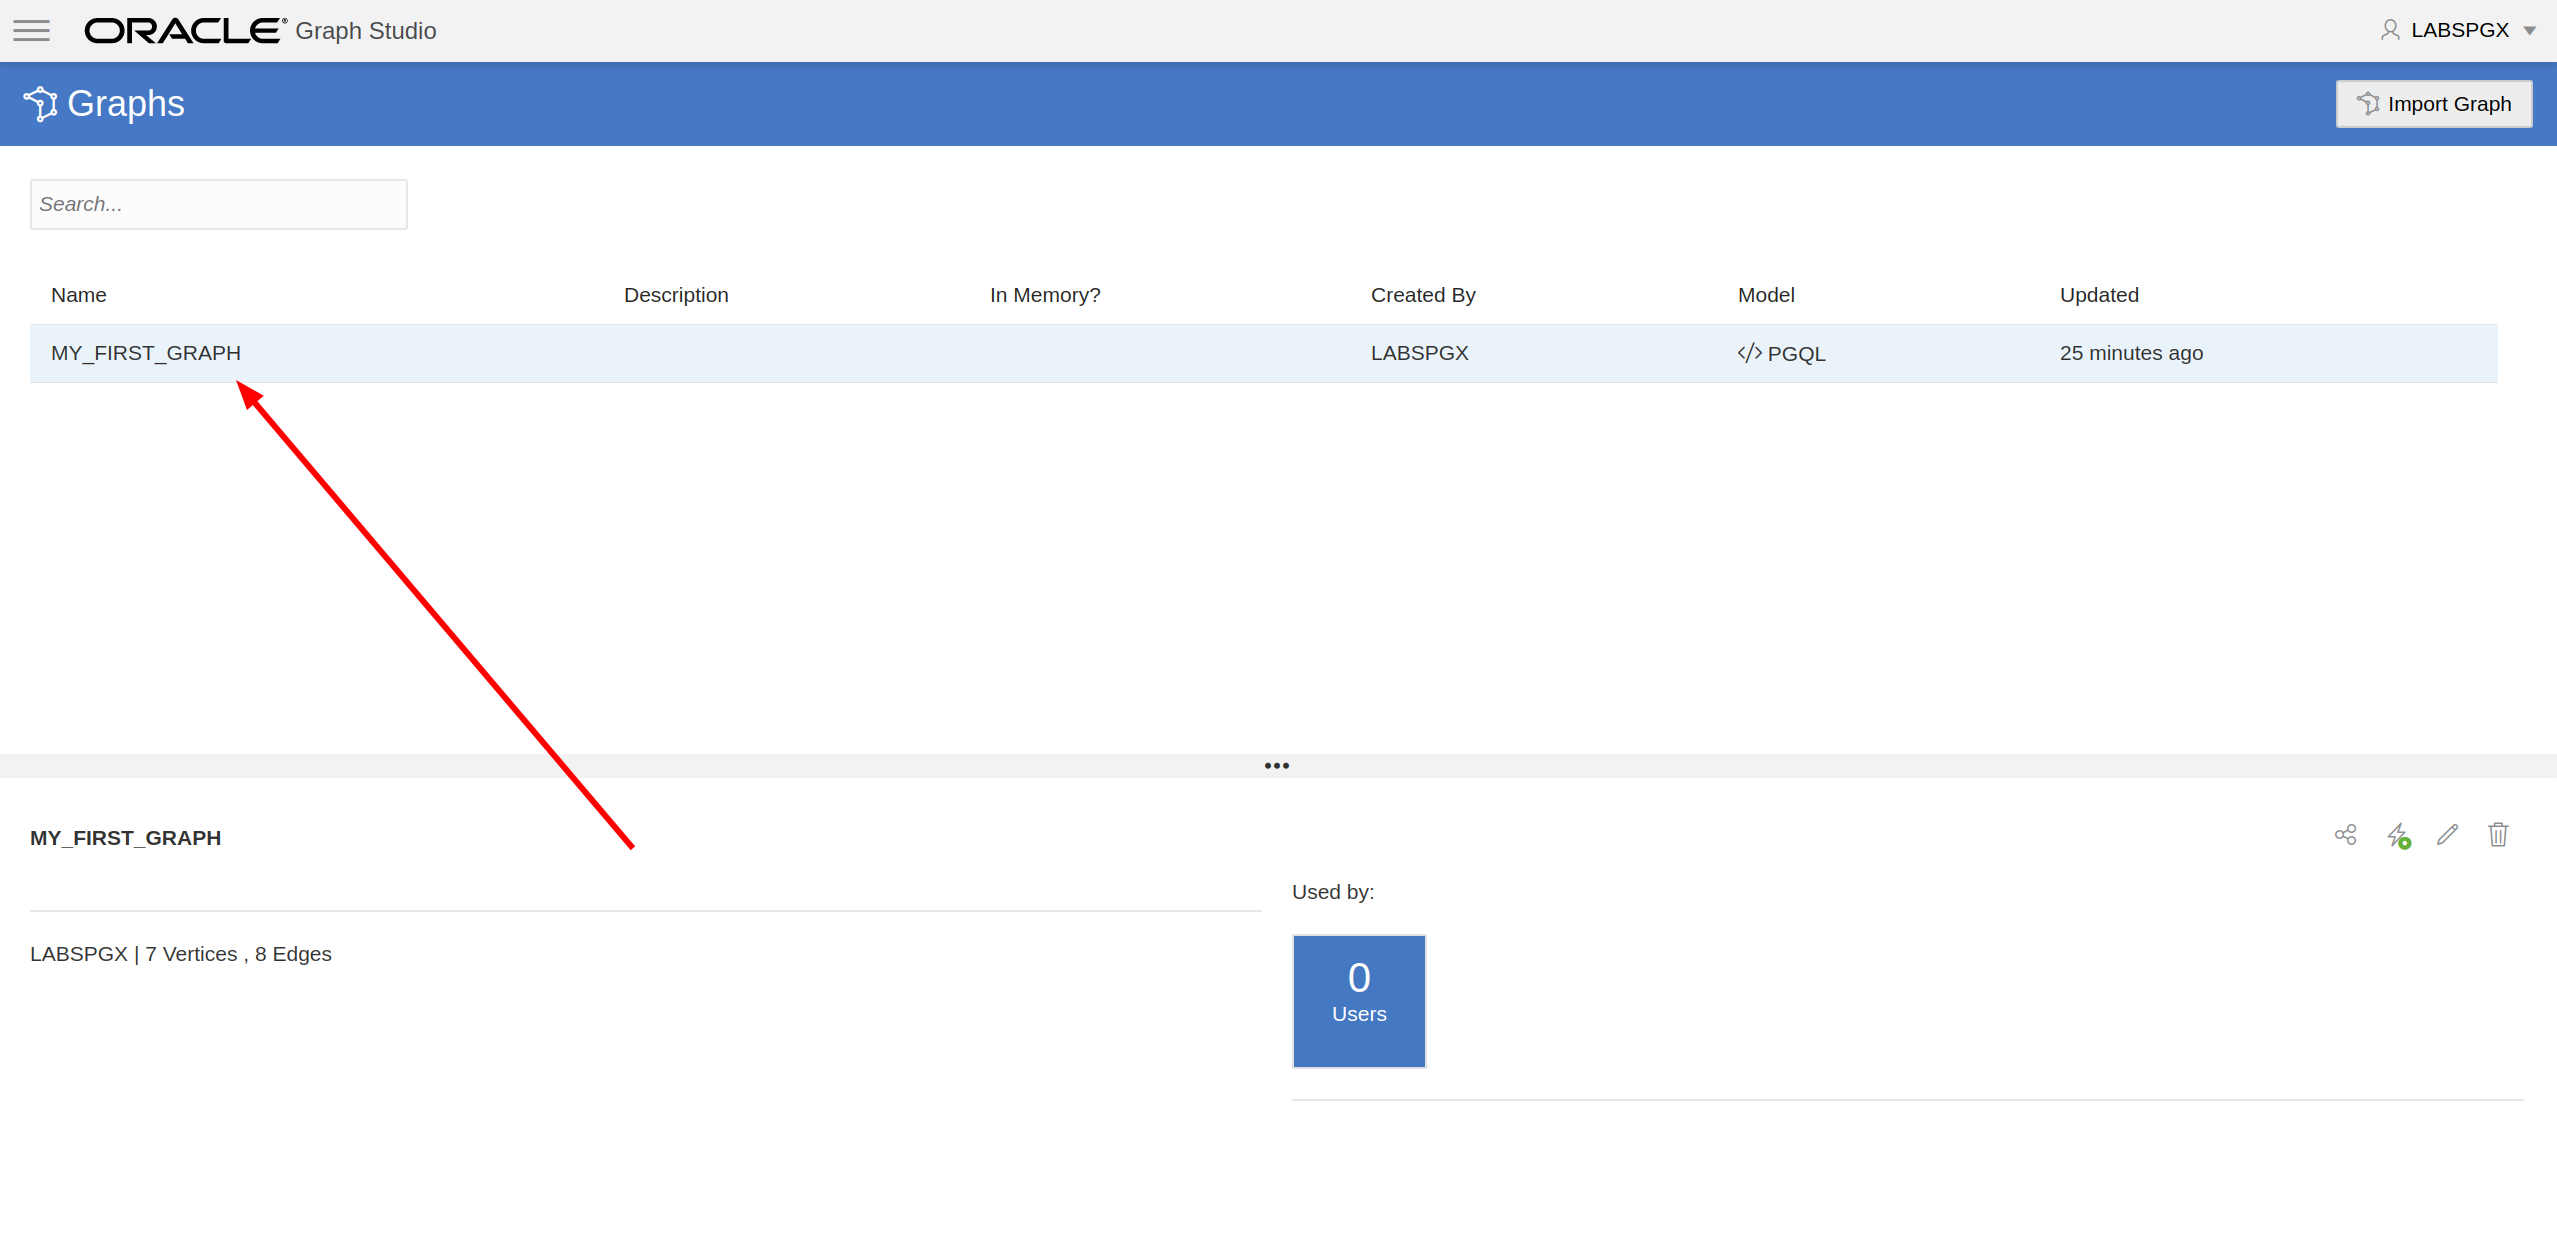 ORACLE® Graph Studio
LABSPGX
Graphs
Import Graph
Search...
Name Description In Memory? Created By Model Updated
MY_FIRST_GRAPH LABSPGX </> PGQL 25 minutes ago
MY_FIRST_GRAPH
Used by:
LABSPGX | 7 Vertices , 8 Edges
0
Users